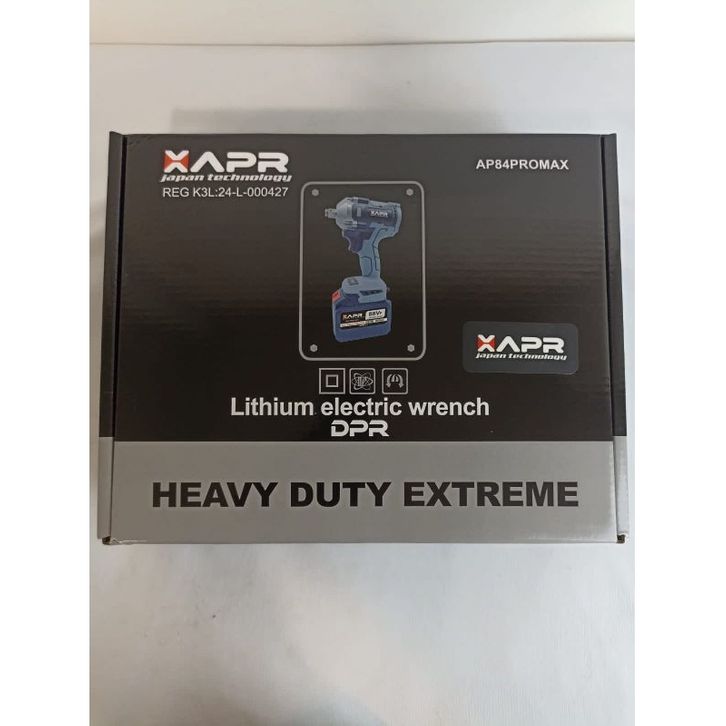 XAPR
japan technology
REG K3L:24-L-000427
AP84PROMAX
XAPR
XAPR
88V
XAPR
japan technology
Lithium electric wrench
DPR
HEAVY DUTY EXTREME